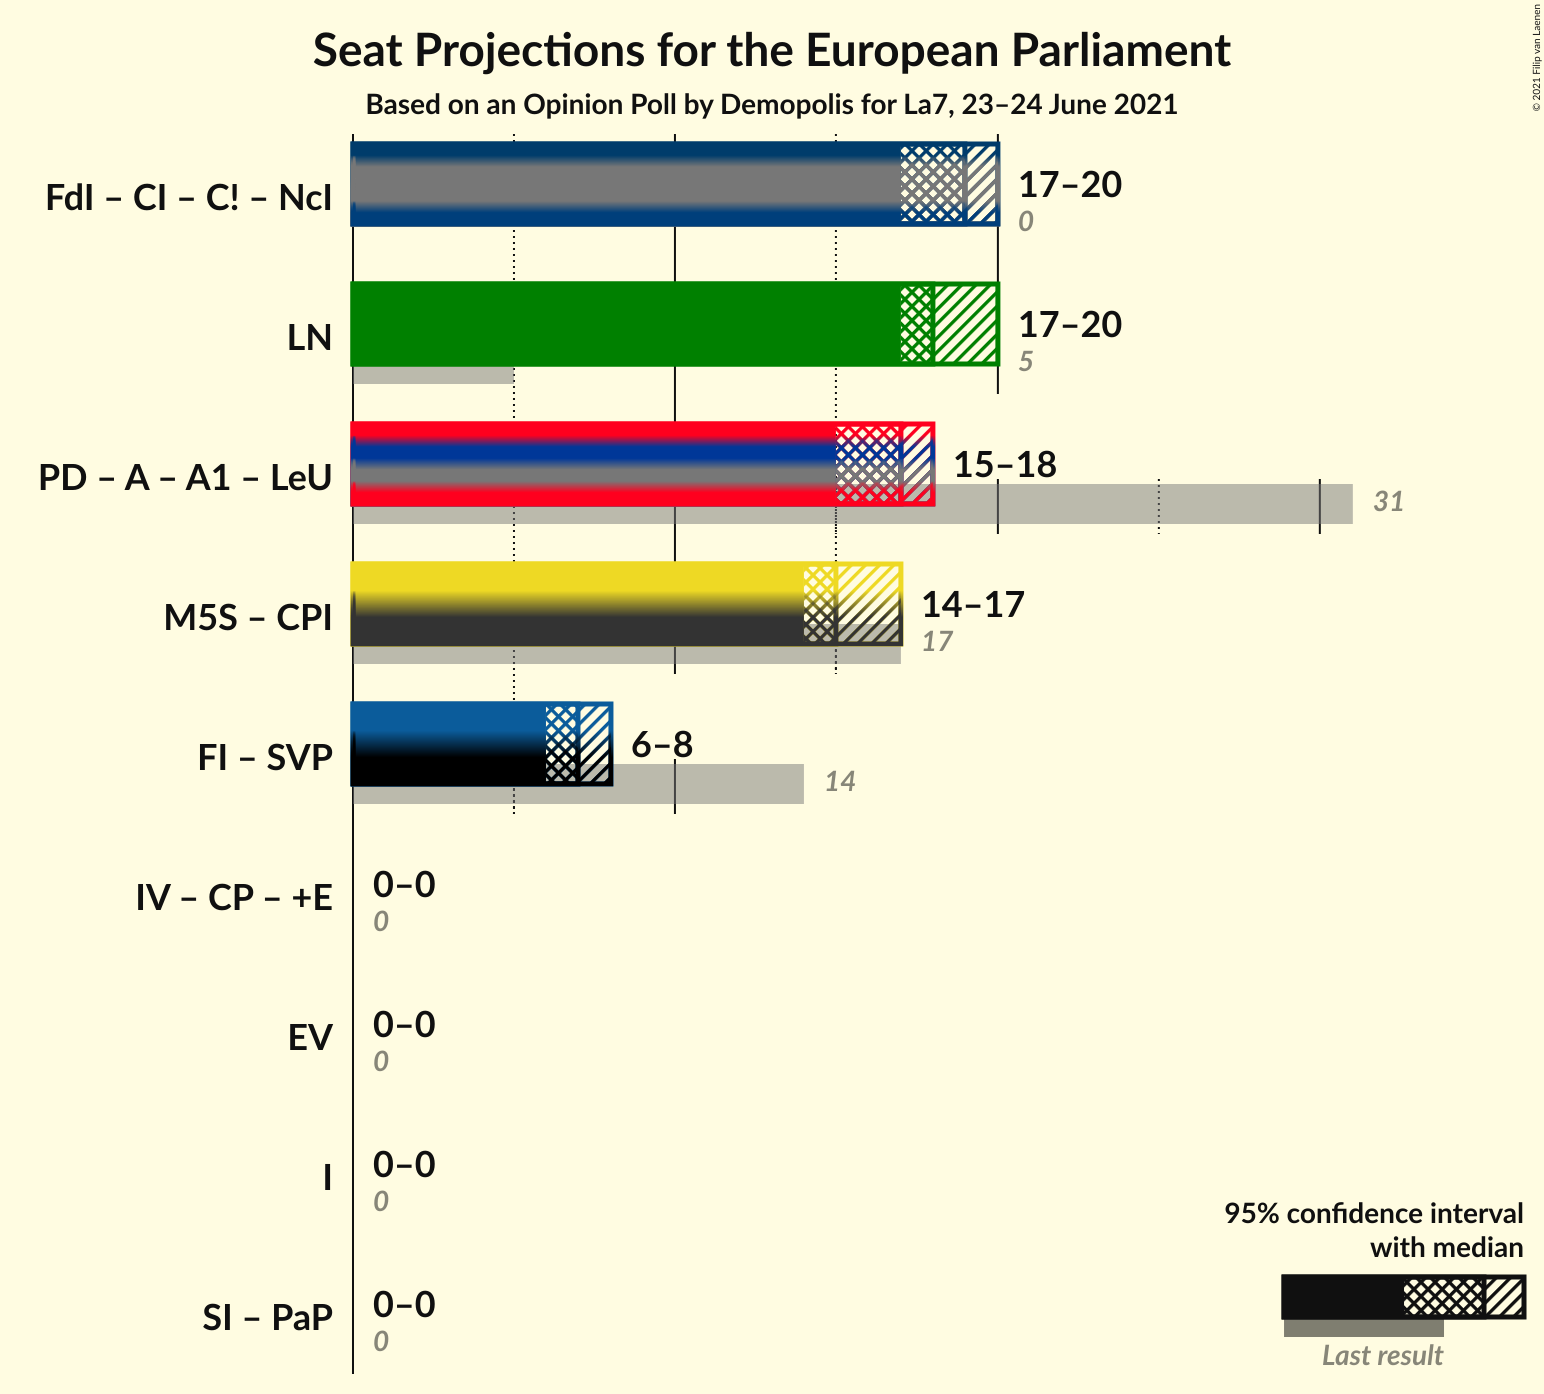 Seat Projections for the European Parliament
Based on an Opinion Poll by Demopolis for La7, 23–24 June 2021
© 2021 Filip van Laenen
FdI – CI – C! – NcI
17–20
0
LN
17–20
5
PD – A – A1 – LeU
15–18
31
M5S – CPI
14–17
17
FI – SVP
6–8
14
IV – CP – +E
0–0
0
EV
0–0
0
I
0–0
0
SI – PaP
0–0
0
95% confidence interval
with median
Last result